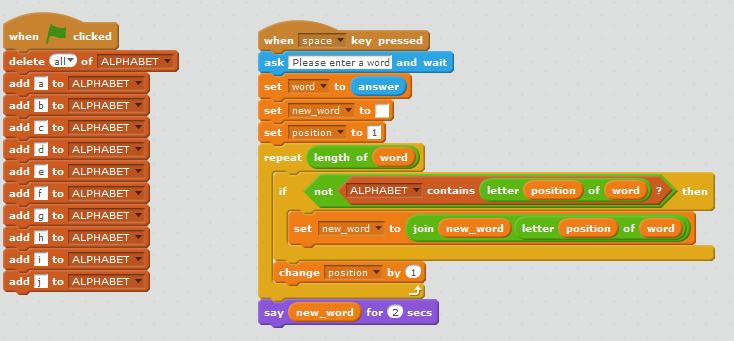 when clicked
delete all of ALPHABET
add a to ALPHABET
add b to ALPHABET
add c to ALPHABET
add d to ALPHABET
add e to ALPHABET
add f to ALPHABET
add g to ALPHABET
add h to ALPHABET
add i to ALPHABET
add j to ALPHABET
when space key pressed
ask Please enter a word and wait
set word to answer
set new_word to
set position to 1
repeat length of word
if not ALPHABET contains letter position of word ? then
set new_word to join new_word letter position of word
change position by 1
say new_word for 2 secs